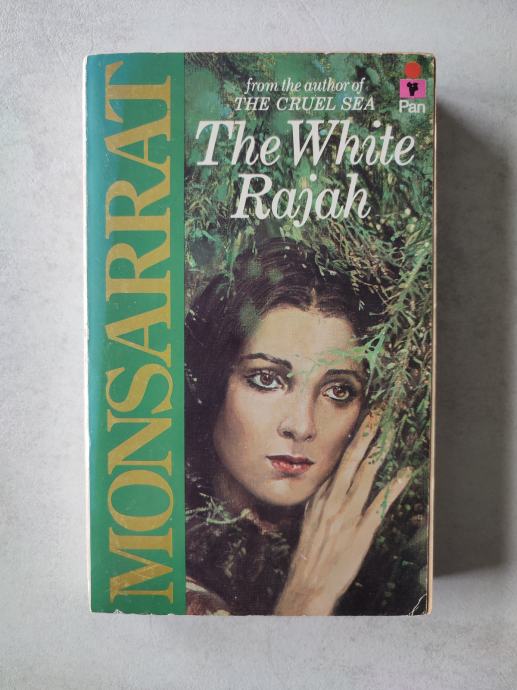 from the author of
THE CRUEL SEA
Pan
The White
Rajah
MONSARRAT